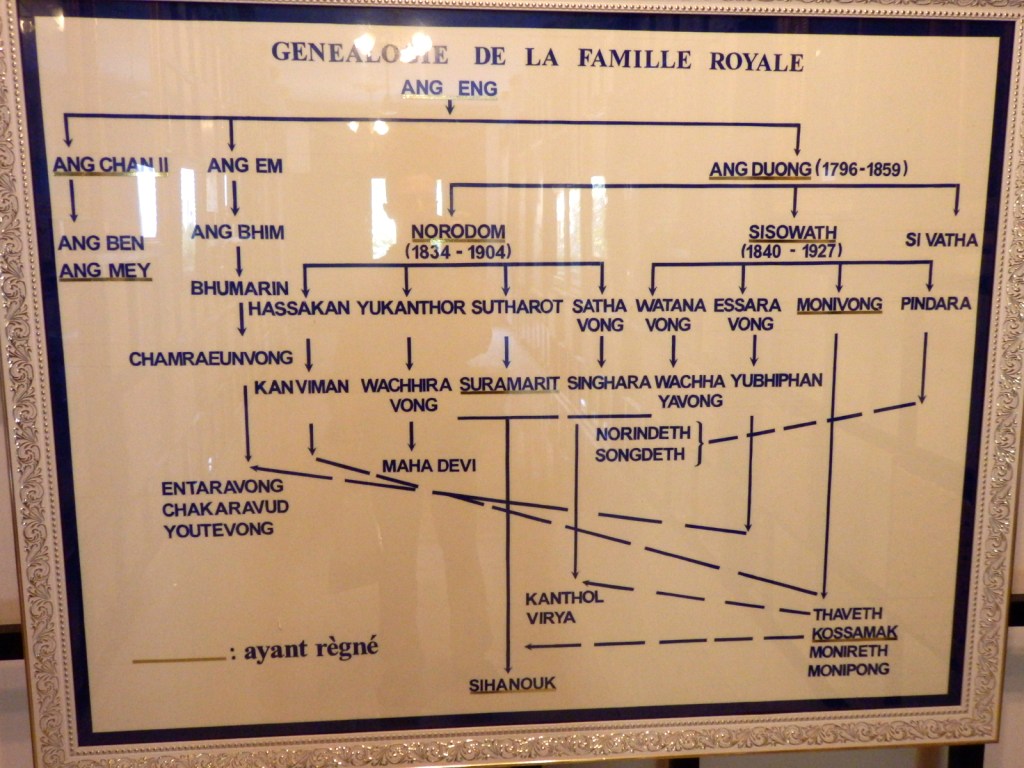 GENEALOGIE DE LA FAMILLE ROYALE
ANG ENG
ANG CHAN II
ANG EM
ANG DUONG (1796-1859)
ANG BEN
ANG MEY
ANG BHIM
NORODOM
(1834 - 1904)
SISOWATH
(1840 - 1927)
SI VATHA
BHUMARIN
HASSAKAN
YUKANTHOR
SUTHAROT
SATHA
VONG
WATANA
VONG
ESSARA
VONG
MONIVONG
PINDARA
CHAMRAEUNVONG
KANVIMAN
WACHHIRA
VONG
SURAMARIT
SINGHARA
WACHHA
YAVONG
YUBHIPHAN
NORINDETH
SONGDETH
MAHA DEVI
ENTARAVONG
CHAKARAVUD
YOUTEVONG
KANTHOL
VIRYA
THAVETH
KOSSAMAK
MONIRETH
MONIPONG
: ayant règné
SIHANOUK